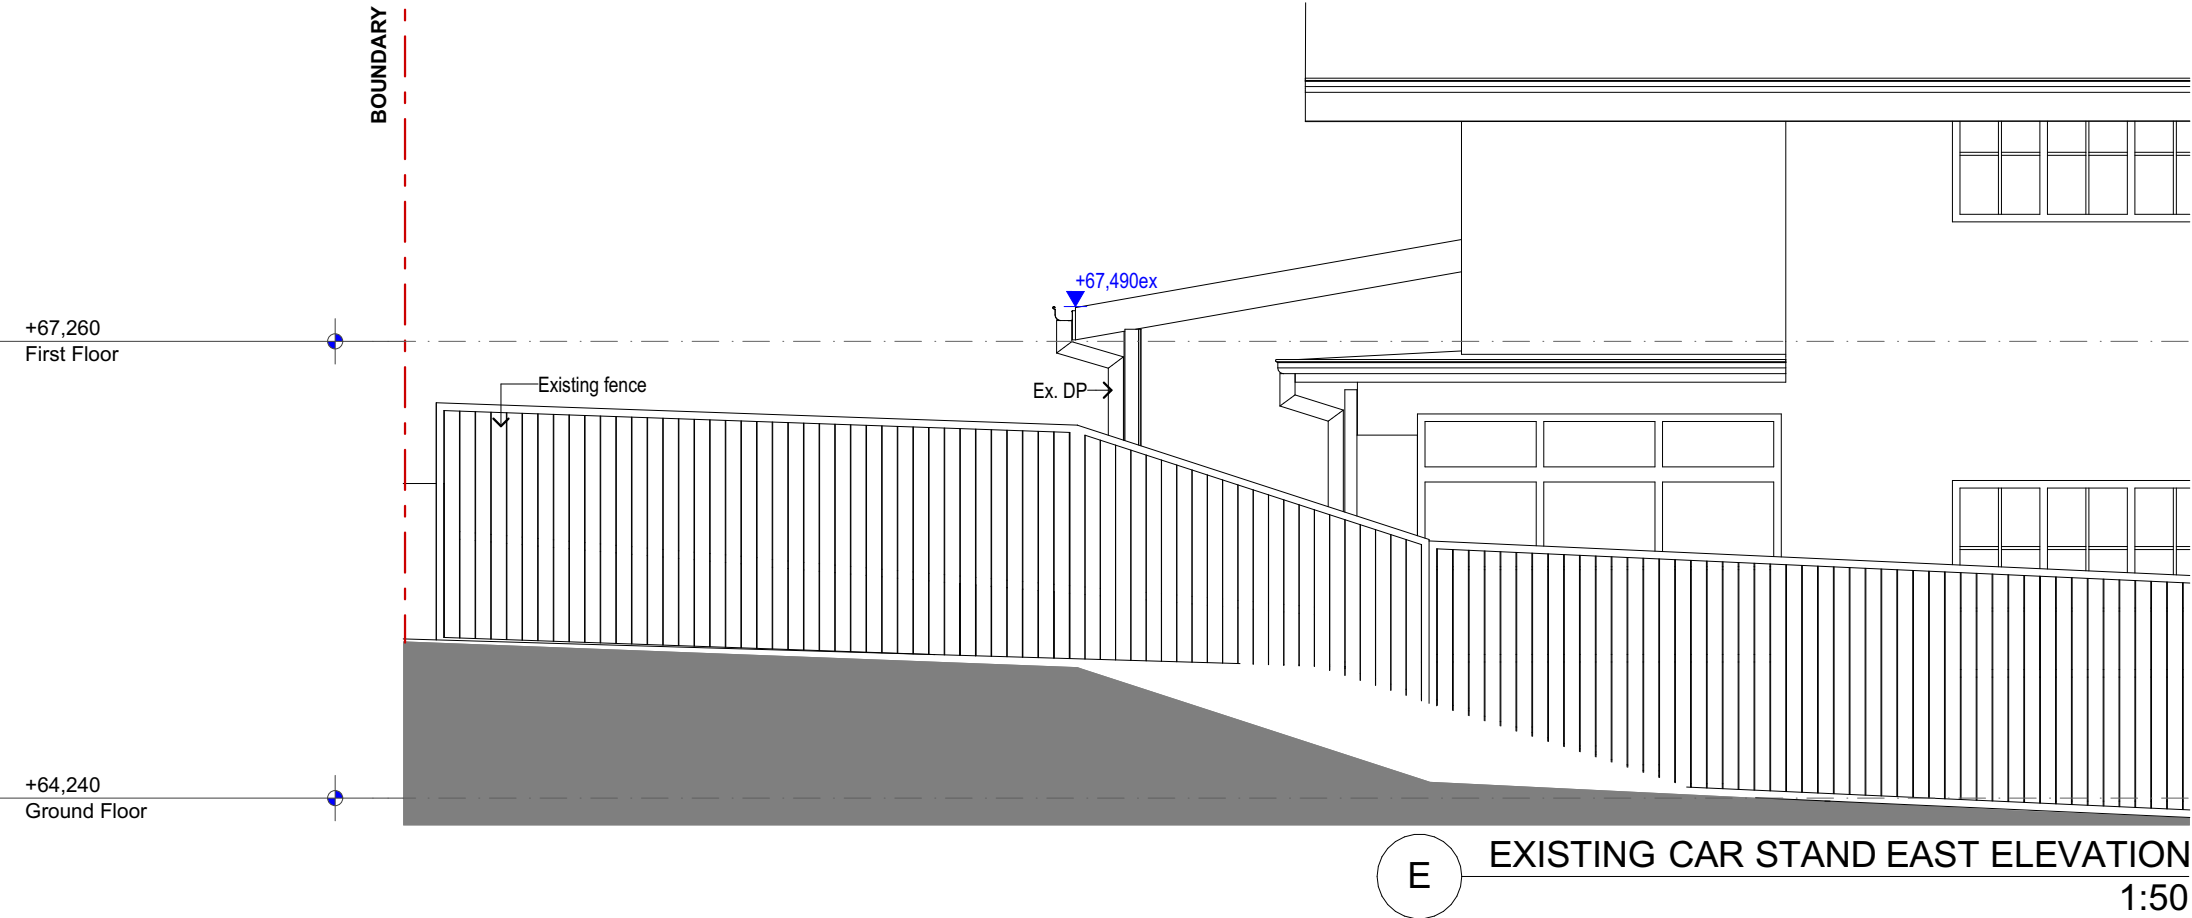 BOUNDARY
+67,490ex
+67,260
First Floor
Existing fence
Ex. DP
+64,240
Ground Floor
E
EXISTING CAR STAND EAST ELEVATION
1:50